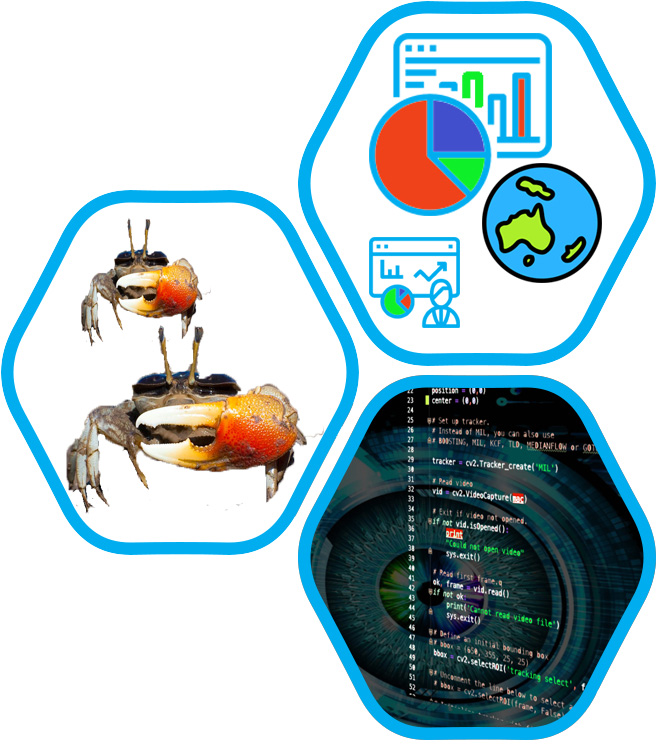 22 position = (0,0)
23 center = (0,0)
24
25 # Set up tracker.
26 # Instead of MIL, you can also use
27 # BOOSTING, MIL, KCF, TLD, MEDIANFLOW or GOT
28
29 tracker = cv2.Tracker_create('MIL')
30
31 # Read video
32 vid = cv2.VideoCapture(mac)
33
34 # Exit if video not opened.
35 if not vid.isOpened():
36 print
37 "Could not open video"
38 sys.exit()
39
40 # Read first frame.q
41 ok, frame = vid.read()
42 if not ok:
43 print('Cannot read video file')
44 sys.exit()
45
46 # Define an initial bounding box
47 # bbox = (650, 355, 25, 25)
48 bbox = cv2.selectROI('tracking select', f
49
50 # Uncomment the line below to select a
51 # bbox = cv2.selectROI(frame, False)
52